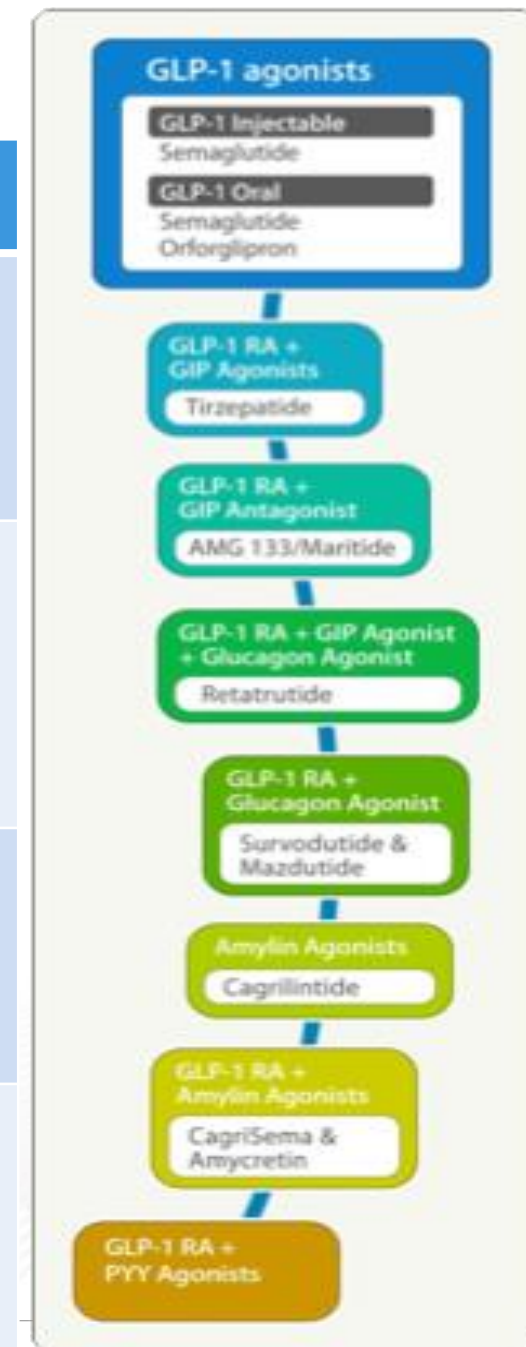 GLP-1 agonists
GLP-1 Injectable
Semaglutide
GLP-1 Oral
Semaglutide
Orforglipron
GLP-1 RA +
GIP Agonists
Tirzepatide
GLP-1 RA +
GIP Antagonist
AMG 133/Maritide
GLP-1 RA + GIP Agonist
+ Glucagon Agonist
Retatrutide
GLP-1 RA +
Glucagon Agonist
Survodutide &
Mazdutide
Amylin Agonists
Cagrilintide
GLP-1 RA +
Amylin Agonists
CagriSema &
Amycretin
GLP-1 RA +
PYY Agonists